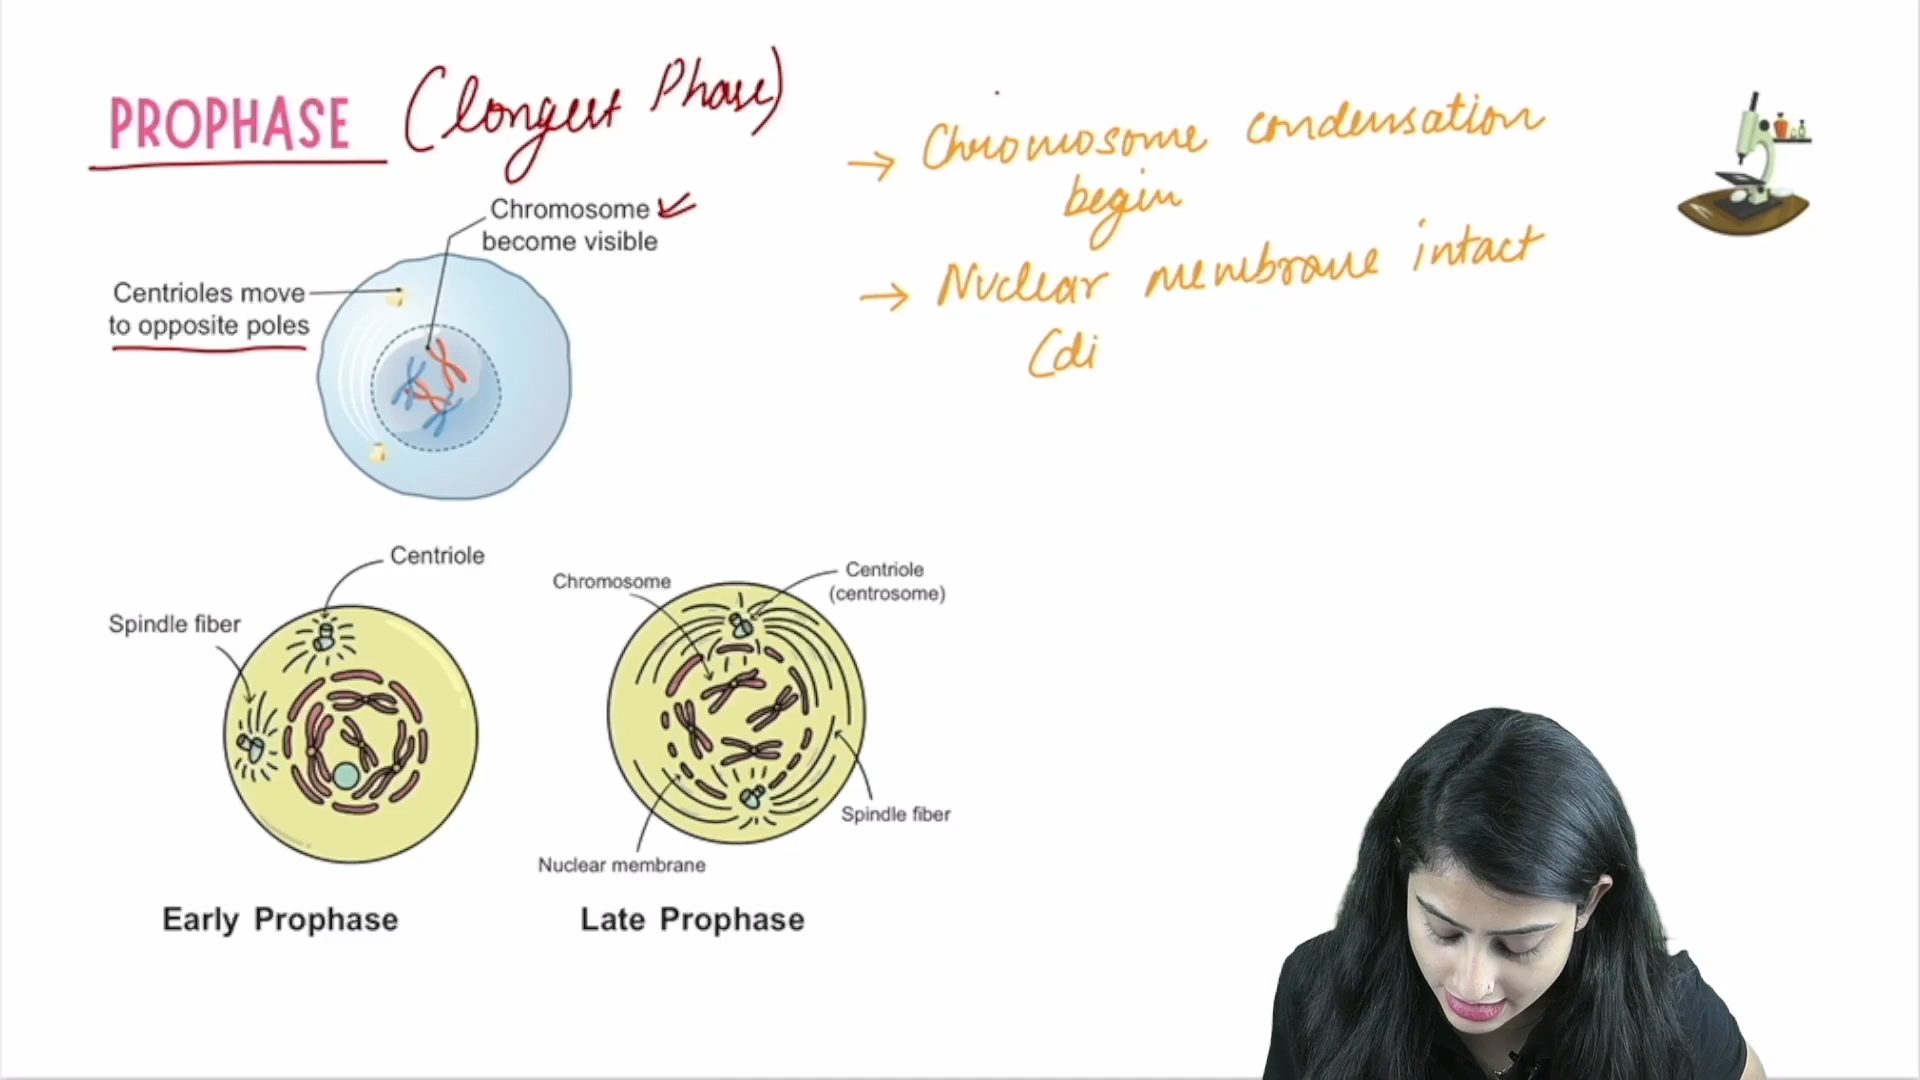 PROPHASE (longest Phase)
Chromosome
become visible
Centrioles move
to opposite poles
→ Chromosome condensation
begin
→ Nuclear membrane intact
(di
Centriole
Spindle fiber
Chromosome
Centriole
(centrosome)
Spindle fiber
Nuclear membrane
Early Prophase
Late Prophase